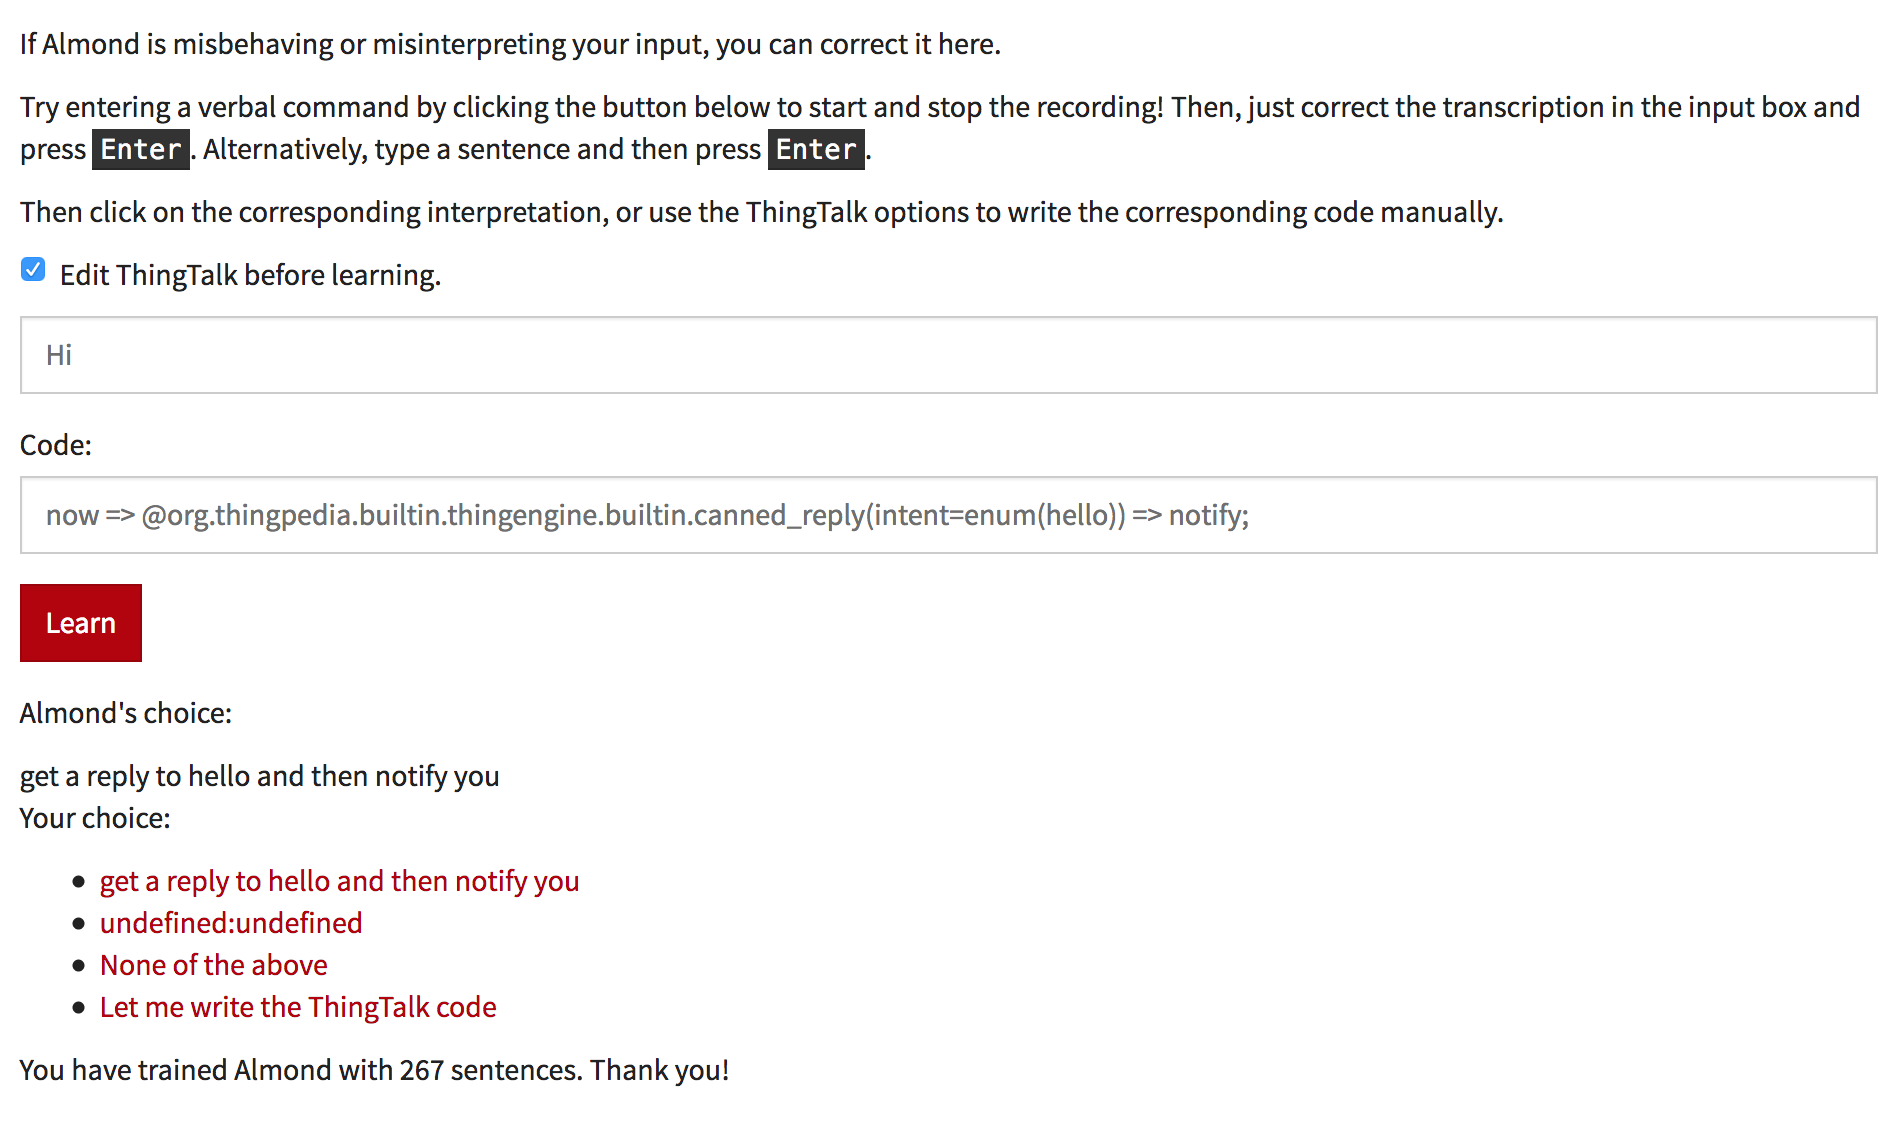 If Almond is misbehaving or misinterpreting your input, you can correct it here.
Try entering a verbal command by clicking the button below to start and stop the recording! Then, just correct the transcription in the input box and
press Enter. Alternatively, type a sentence and then press Enter.
Then click on the corresponding interpretation, or use the ThingTalk options to write the corresponding code manually.
Edit ThingTalk before learning.
Hi
Code:
now => @org.thingpedia.builtin.thingengine.builtin.canned_reply(intent=enum(hello)) => notify;
Learn
Almond's choice:
get a reply to hello and then notify you
Your choice:
• get a reply to hello and then notify you
• undefined:undefined
• None of the above
• Let me write the ThingTalk code
You have trained Almond with 267 sentences. Thank you!